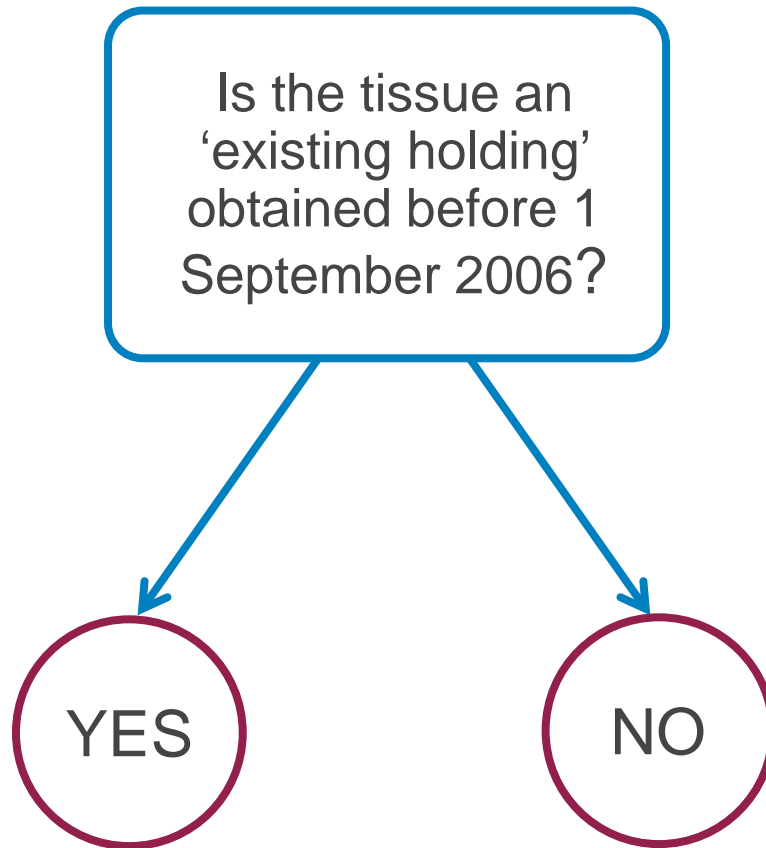 Is the tissue an
‘existing holding’
obtained before 1
September 2006?
YES
NO